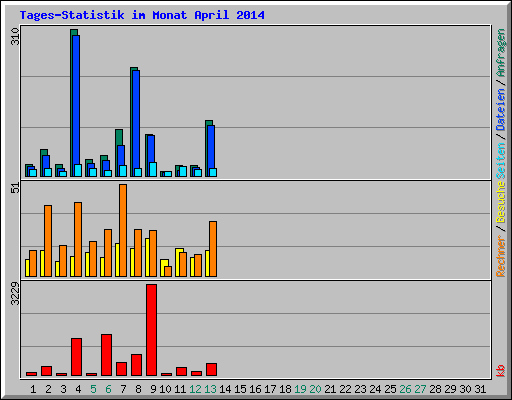 Tages-Statistik im Monat April 2014
310
51
3229
Rechner / Besuche Seiten / Dateien / Anfragen
kb
1 2 3 4 5 6 7 8 9 10 11 12 13 14 15 16 17 18 19 20 21 22 23 24 25 26 27 28 29 30 31